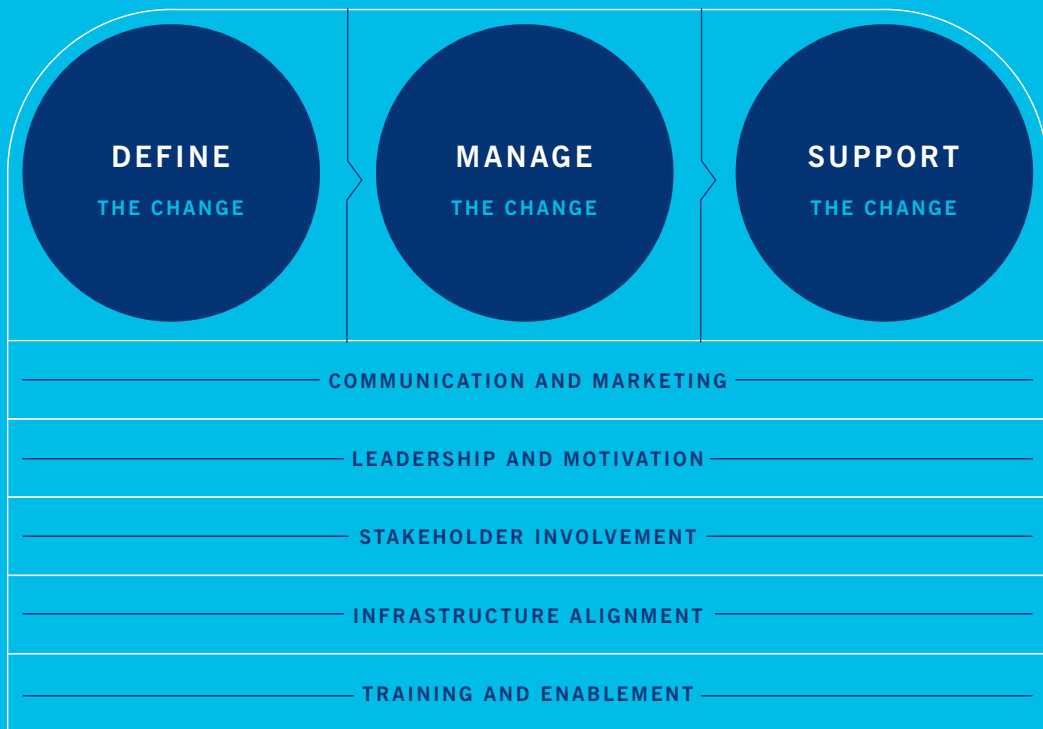 DEFINE
THE CHANGE
MANAGE
THE CHANGE
SUPPORT
THE CHANGE
COMMUNICATION AND MARKETING
LEADERSHIP AND MOTIVATION
STAKEHOLDER INVOLVEMENT
INFRASTRUCTURE ALIGNMENT
TRAINING AND ENABLEMENT